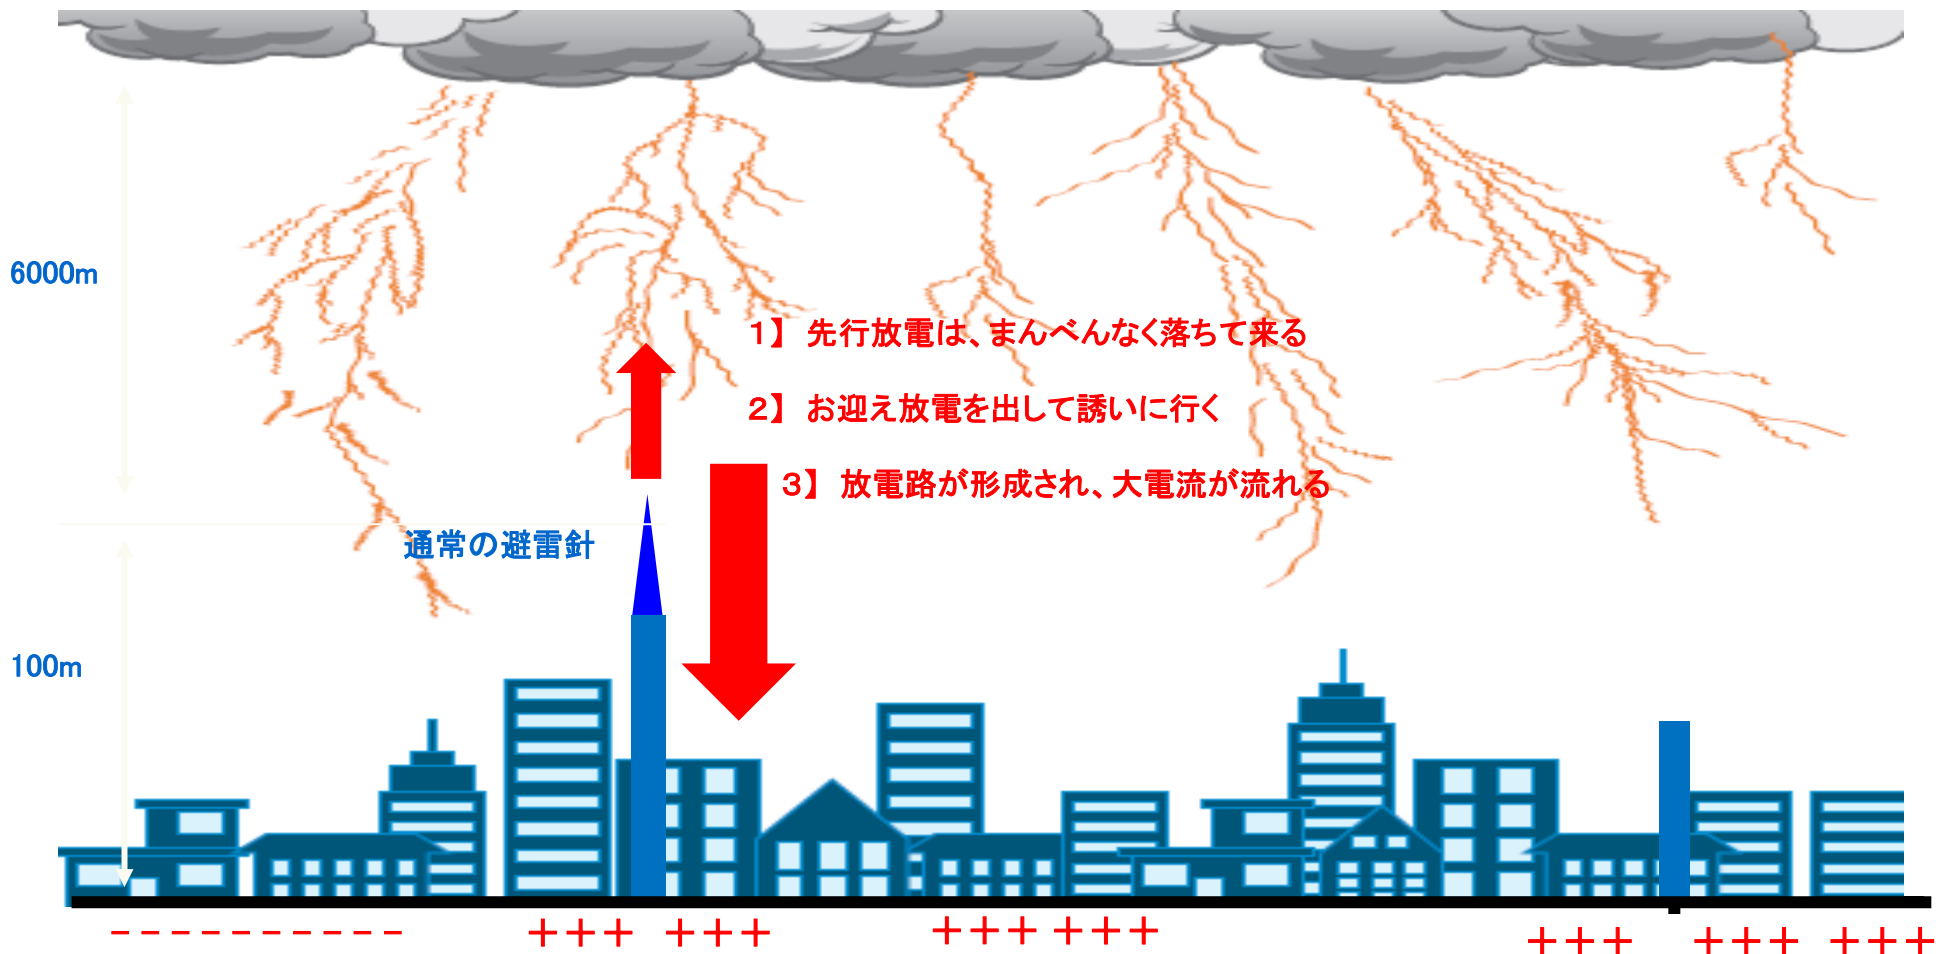 6000m
1】 先行放電は、まんべんなく落ちて来る
2】 お迎え放電を出して誘いに行く
3】 放電路が形成され、大電流が流れる
通常の避雷針
100m
－－－－－－－－－－ +++ +++ +++ +++ +++ +++ +++